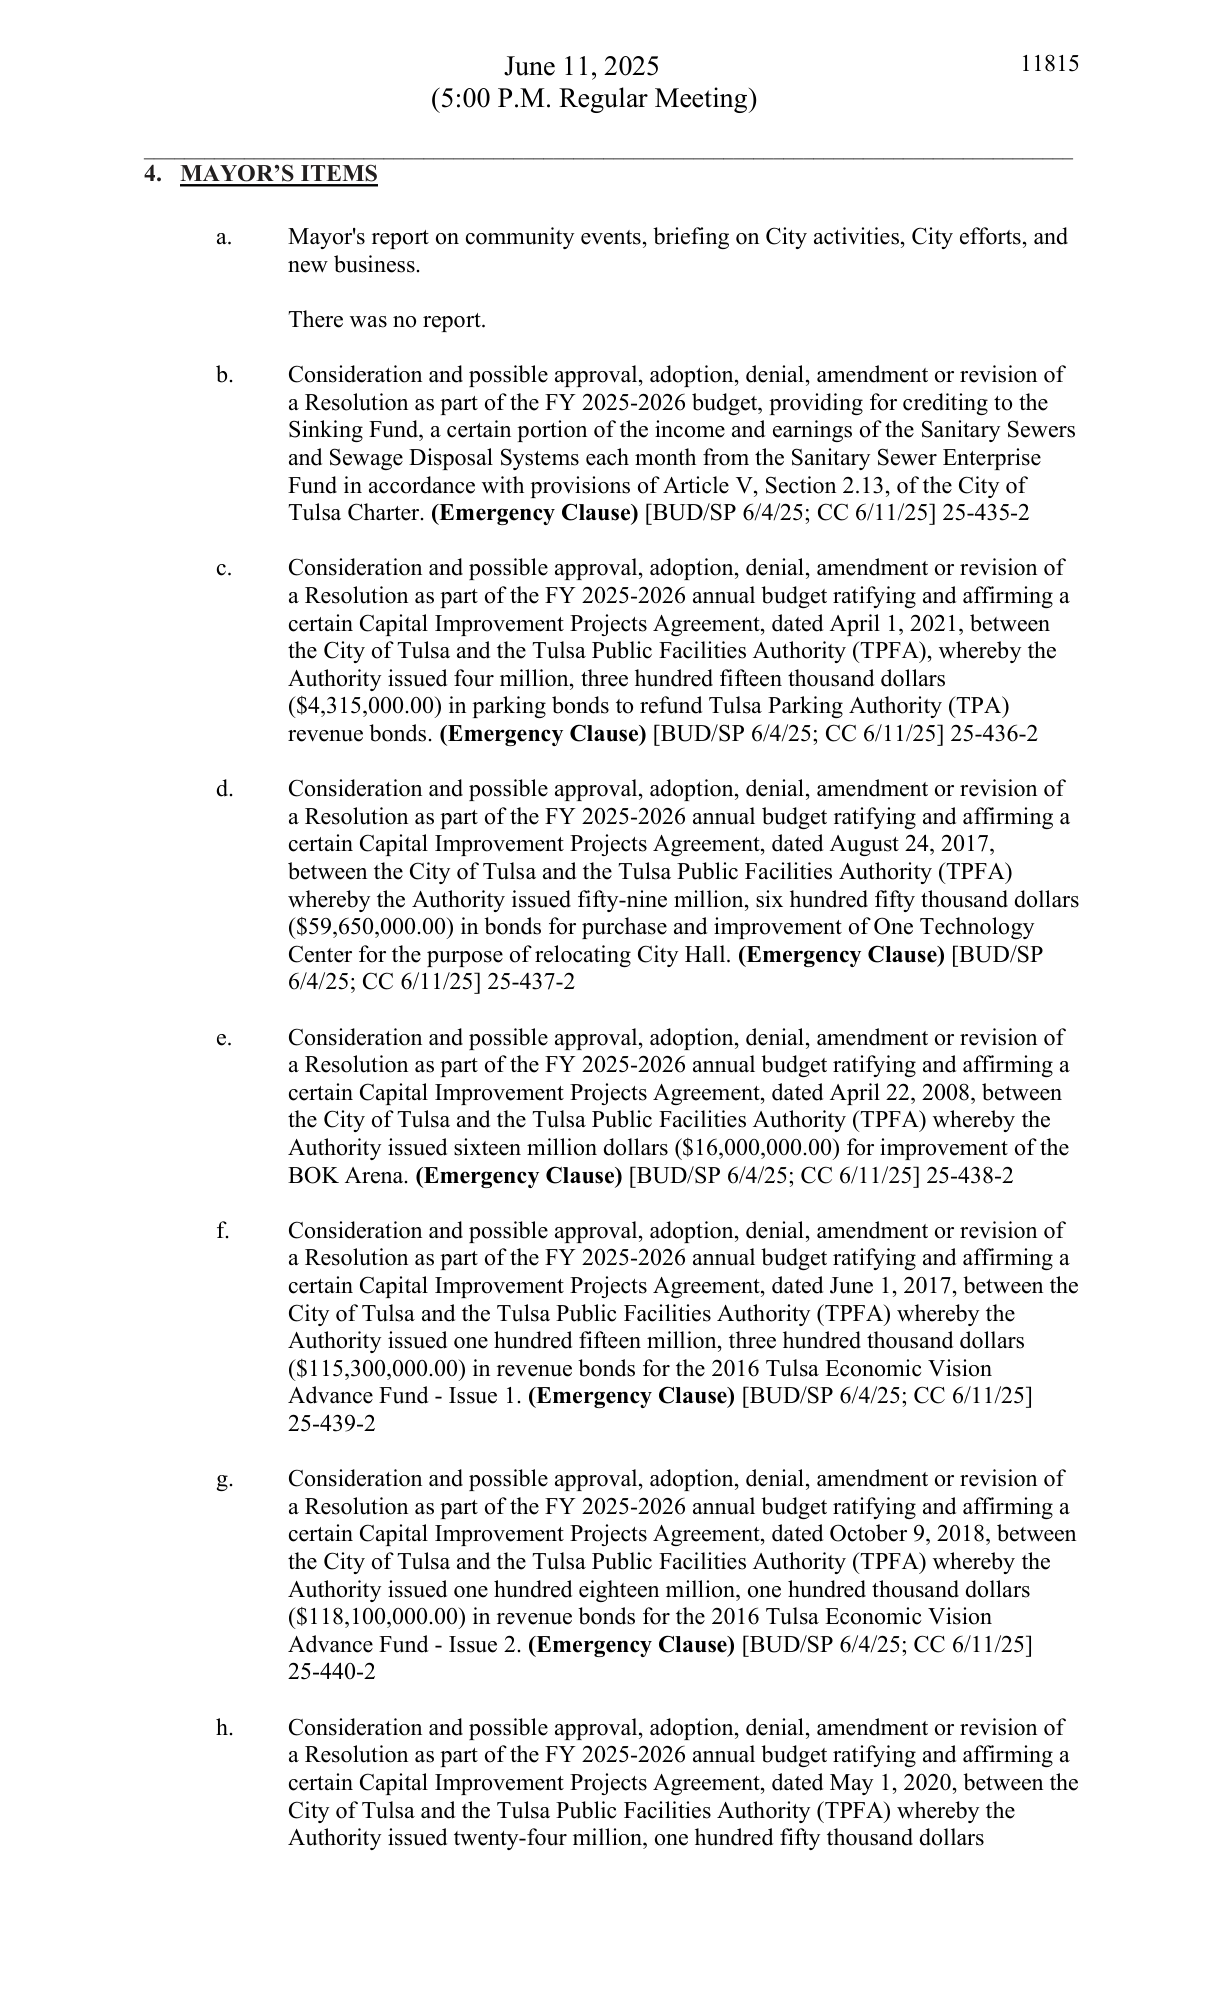 June 11, 2025
11815
(5:00 P.M. Regular Meeting)
4. MAYOR'S ITEMS
a. Mayor's report on community events, briefing on City activities, City efforts, and
new business.
There was no report.
b. Consideration and possible approval, adoption, denial, amendment or revision of
a Resolution as part of the FY 2025-2026 budget, providing for crediting to the
Sinking Fund, a certain portion of the income and earnings of the Sanitary Sewers
and Sewage Disposal Systems each month from the Sanitary Sewer Enterprise
Fund in accordance with provisions of Article V, Section 2.13, of the City of
Tulsa Charter. (Emergency Clause) [BUD/SP 6/4/25; CC 6/11/25] 25-435-2
c. Consideration and possible approval, adoption, denial, amendment or revision of
a Resolution as part of the FY 2025-2026 annual budget ratifying and affirming a
certain Capital Improvement Projects Agreement, dated April 1, 2021, between
the City of Tulsa and the Tulsa Public Facilities Authority (TPFA), whereby the
Authority issued four million, three hundred fifteen thousand dollars
($4,315,000.00) in parking bonds to refund Tulsa Parking Authority (TPA)
revenue bonds. (Emergency Clause) [BUD/SP 6/4/25; CC 6/11/25] 25-436-2
d. Consideration and possible approval, adoption, denial, amendment or revision of
a Resolution as part of the FY 2025-2026 annual budget ratifying and affirming a
certain Capital Improvement Projects Agreement, dated August 24, 2017,
between the City of Tulsa and the Tulsa Public Facilities Authority (TPFA)
whereby the Authority issued fifty-nine million, six hundred fifty thousand dollars
($59,650,000.00) in bonds for purchase and improvement of One Technology
Center for the purpose of relocating City Hall. (Emergency Clause) [BUD/SP
6/4/25; CC 6/11/25] 25-437-2
e. Consideration and possible approval, adoption, denial, amendment or revision of
a Resolution as part of the FY 2025-2026 annual budget ratifying and affirming a
certain Capital Improvement Projects Agreement, dated April 22, 2008, between
the City of Tulsa and the Tulsa Public Facilities Authority (TPFA) whereby the
Authority issued sixteen million dollars ($16,000,000.00) for improvement of the
BOK Arena. (Emergency Clause) [BUD/SP 6/4/25; CC 6/11/25] 25-438-2
f. Consideration and possible approval, adoption, denial, amendment or revision of
a Resolution as part of the FY 2025-2026 annual budget ratifying and affirming a
certain Capital Improvement Projects Agreement, dated June 1, 2017, between the
City of Tulsa and the Tulsa Public Facilities Authority (TPFA) whereby the
Authority issued one hundred fifteen million, three hundred thousand dollars
($115,300,000.00) in revenue bonds for the 2016 Tulsa Economic Vision
Advance Fund - Issue 1. (Emergency Clause) [BUD/SP 6/4/25; CC 6/11/25]
25-439-2
g. Consideration and possible approval, adoption, denial, amendment or revision of
a Resolution as part of the FY 2025-2026 annual budget ratifying and affirming a
certain Capital Improvement Projects Agreement, dated October 9, 2018, between
the City of Tulsa and the Tulsa Public Facilities Authority (TPFA) whereby the
Authority issued one hundred eighteen million, one hundred thousand dollars
($118,100,000.00) in revenue bonds for the 2016 Tulsa Economic Vision
Advance Fund - Issue 2. (Emergency Clause) [BUD/SP 6/4/25; CC 6/11/25]
25-440-2
h. Consideration and possible approval, adoption, denial, amendment or revision of
a Resolution as part of the FY 2025-2026 annual budget ratifying and affirming a
certain Capital Improvement Projects Agreement, dated May 1, 2020, between the
City of Tulsa and the Tulsa Public Facilities Authority (TPFA) whereby the
Authority issued twenty-four million, one hundred fifty thousand dollars